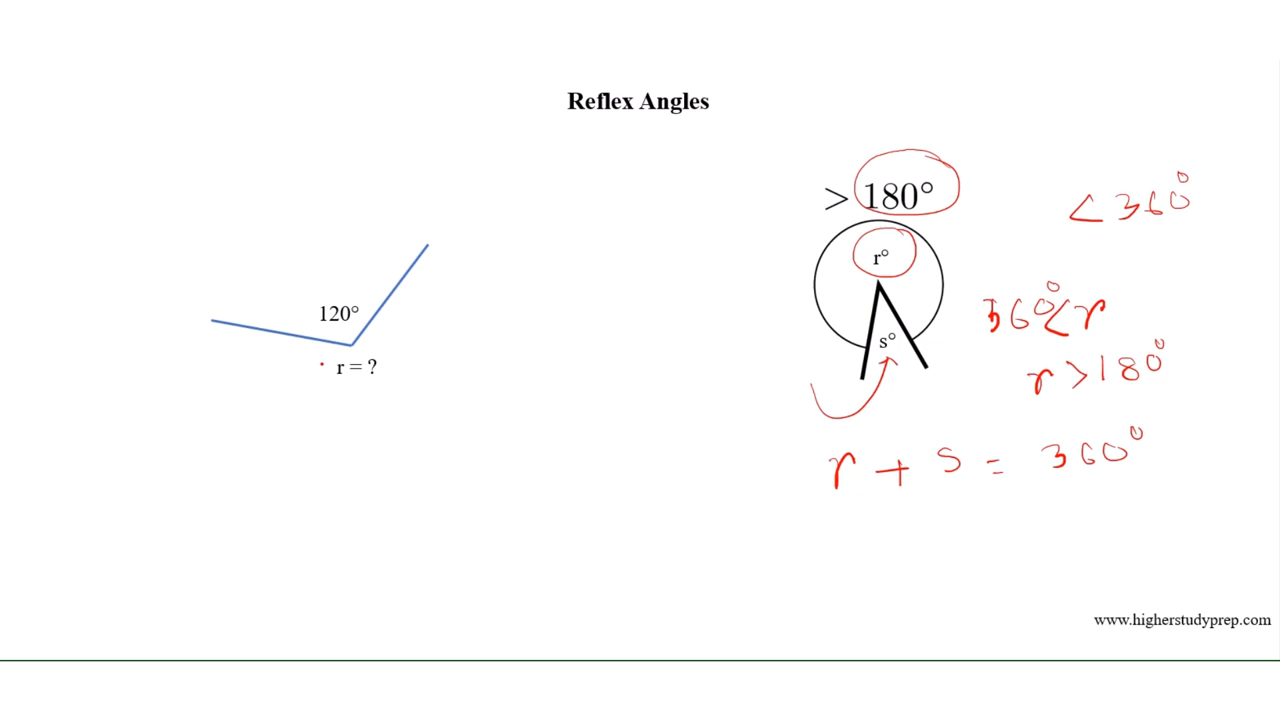 Reflex Angles
> 180°
< 360°
r°
120°
360° < r
s°
r = ?
r > 180°
r + s = 360°
www.higherstudyprep.com